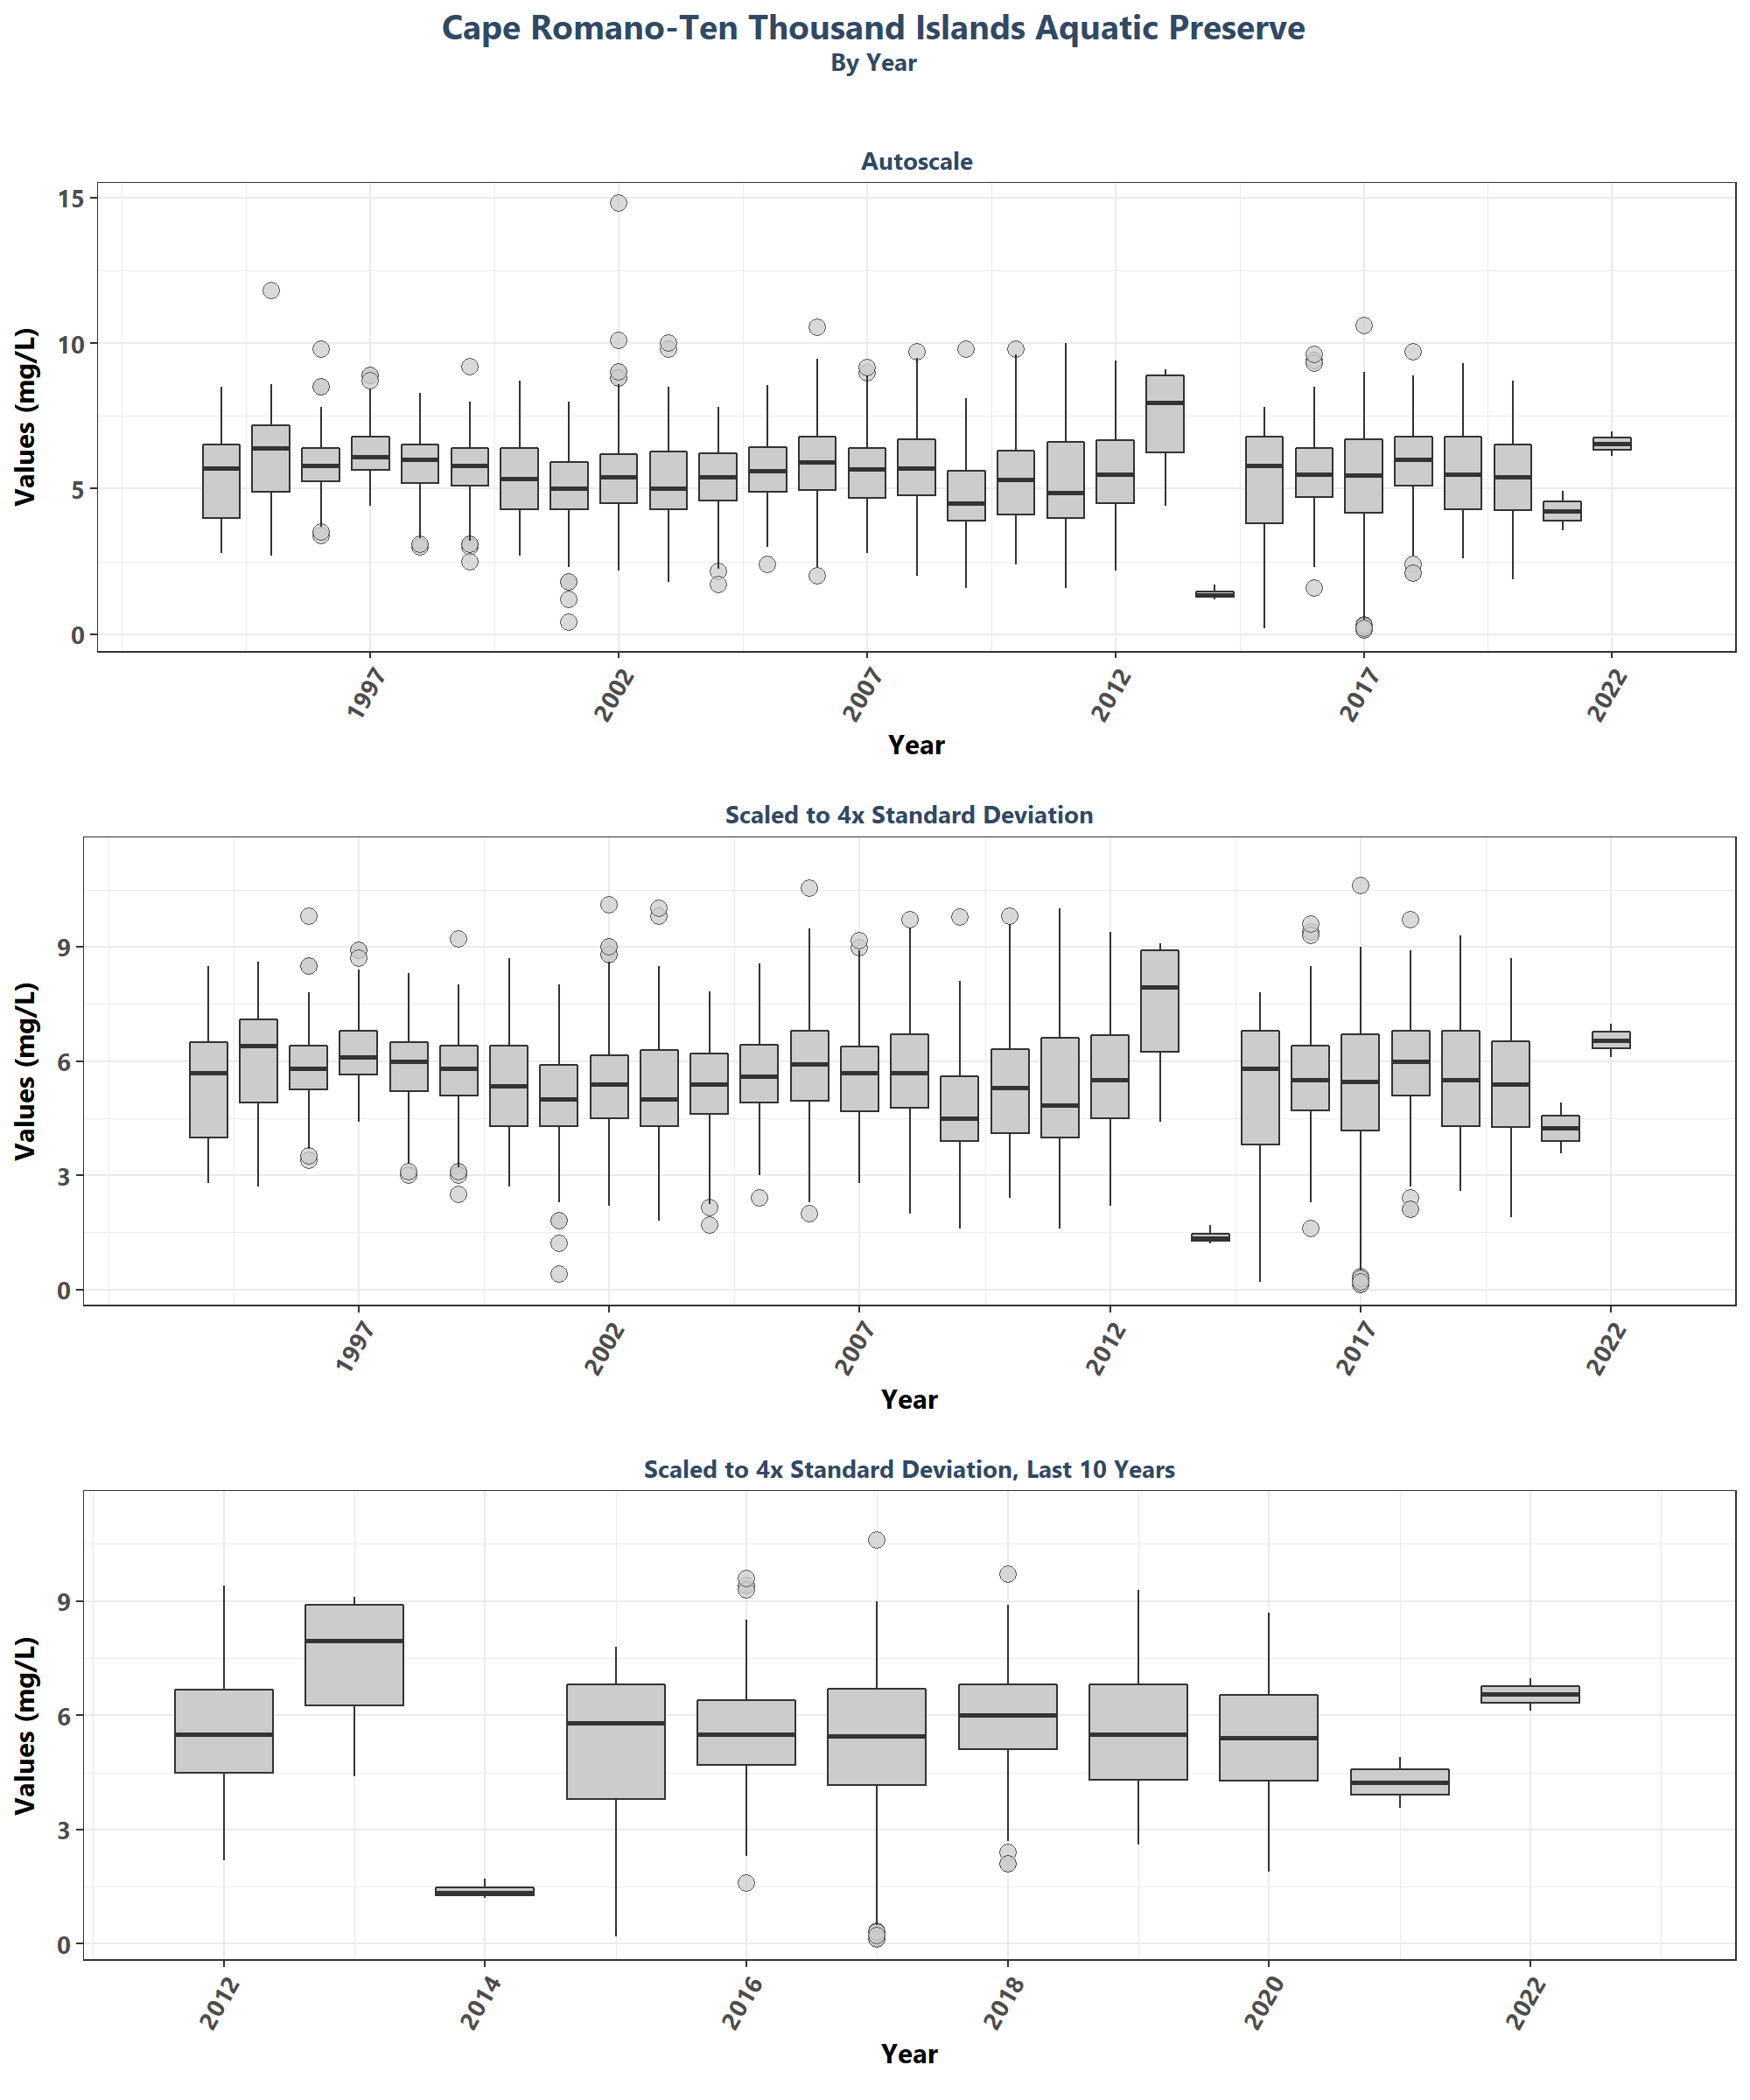 Cape Romano-Ten Thousand Islands Aquatic Preserve
By Year
Autoscale
Values (mg/L)
15
10
5
0
1997
2002
2007
2012
2017
2022
Year
Scaled to 4x Standard Deviation
Values (mg/L)
9
6
3
0
1997
2002
2007
2012
2017
2022
Year
Scaled to 4x Standard Deviation, Last 10 Years
Values (mg/L)
9
6
3
0
2012
2014
2016
2018
2020
2022
Year